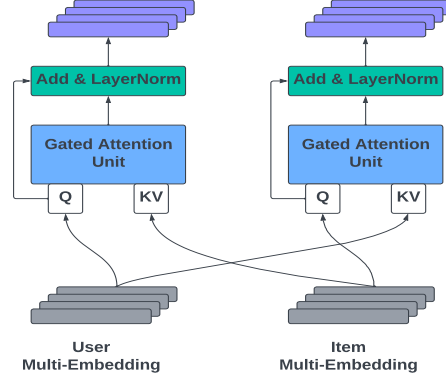 Add & LayerNorm
Add & LayerNorm
Gated Attention
Unit
Gated Attention
Unit
Q
KV
Q
KV
User
Multi-Embedding
Item
Multi-Embedding